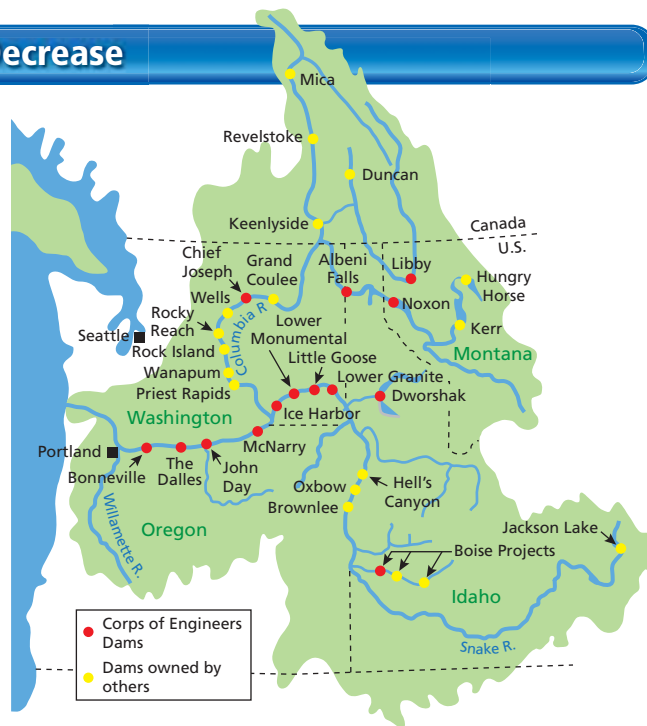 ecrease
Mica
Revelstoke
Duncan
Keenlyside
Canada
U.S.
Chief
Joseph
Grand
Coulee
Albeni
Falls
Libby
Hungry
Horse
Wells
Noxon
Rocky
Reach
Columbia R.
Lower
Monumental
Kerr
Seattle
Rock Island
Little Goose
Montana
Wanapum
Lower Granite
Priest Rapids
Dworshak
Washington
Ice Harbor
Portland
McNarry
Bonneville
The
Dalles
John
Day
Hell's
Canyon
Oxbow
Brownlee
Willamette R.
Oregon
Jackson Lake
Boise Projects
Idaho
Snake R.
Corps of Engineers
Dams
Dams owned by
others